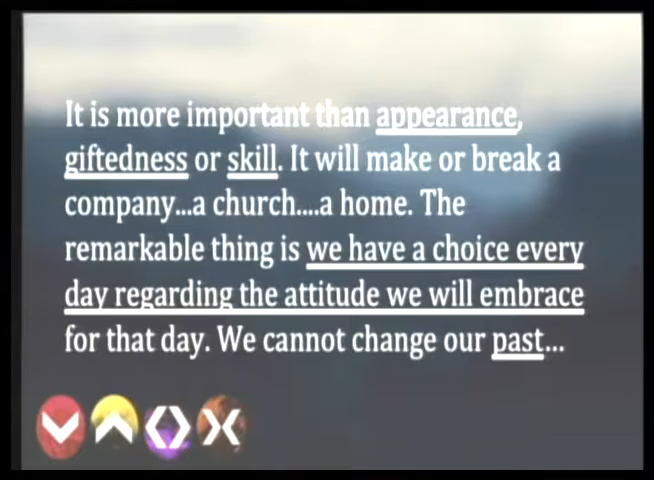 It is more important than appearance,
giftedness or skill. It will make or break a
company...a church....a home. The
remarkable thing is we have a choice every
day regarding the attitude we will embrace
for that day. We cannot change our past...